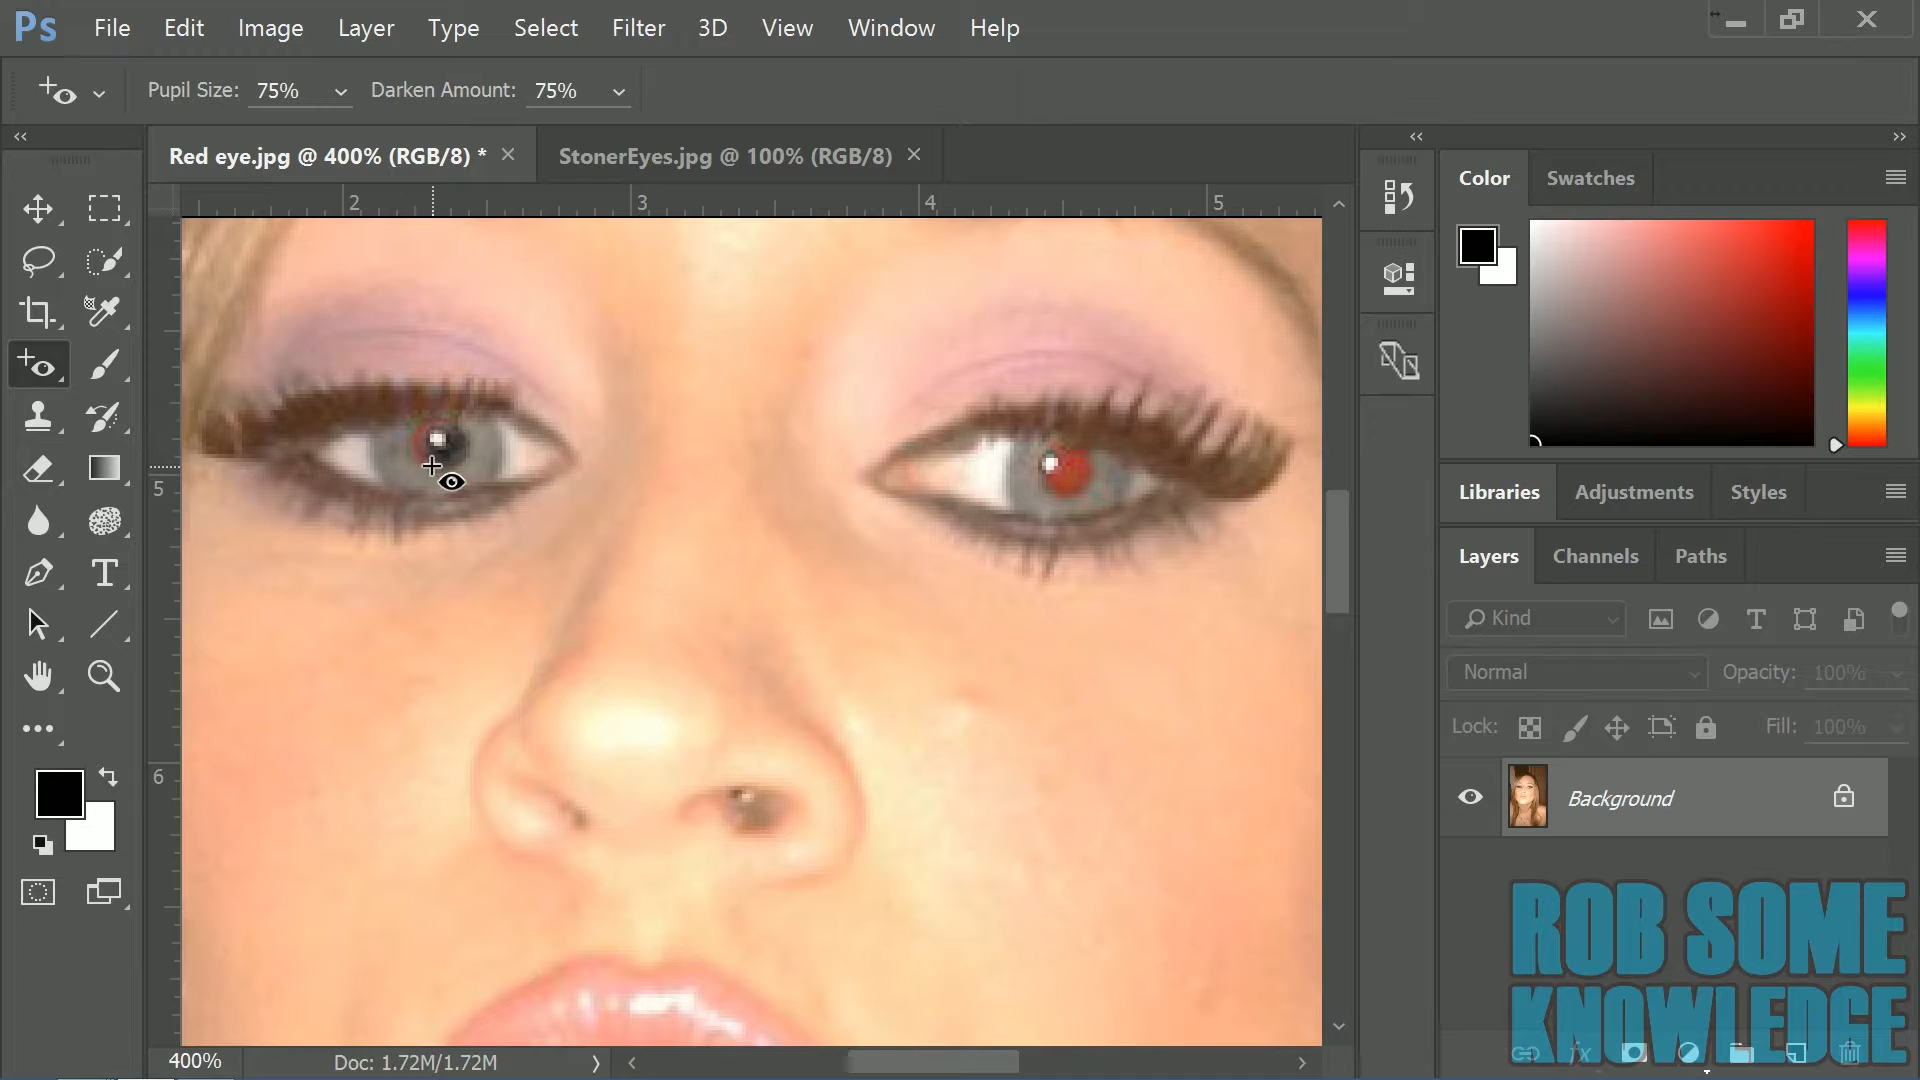 Ps File Edit Image Layer Type Select Filter 3D View Window Help
Pupil Size: 75% Darken Amount: 75%
Red eye.jpg @ 400% (RGB/8) * StonerEyes.jpg @ 100% (RGB/8)
2 3 4 5
5
6
Color Swatches
Libraries Adjustments Styles
Layers Channels Paths
Kind
Normal Opacity: 100%
Lock: Fill: 100%
Background
ROB SOME
KNOWLEDGE
fx
400% Doc: 1.72M/1.72M